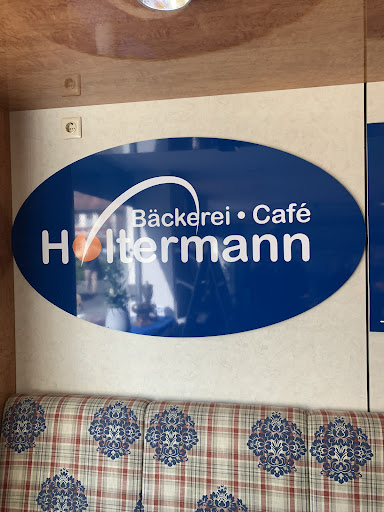 Bäckerei • Café
Holtermann